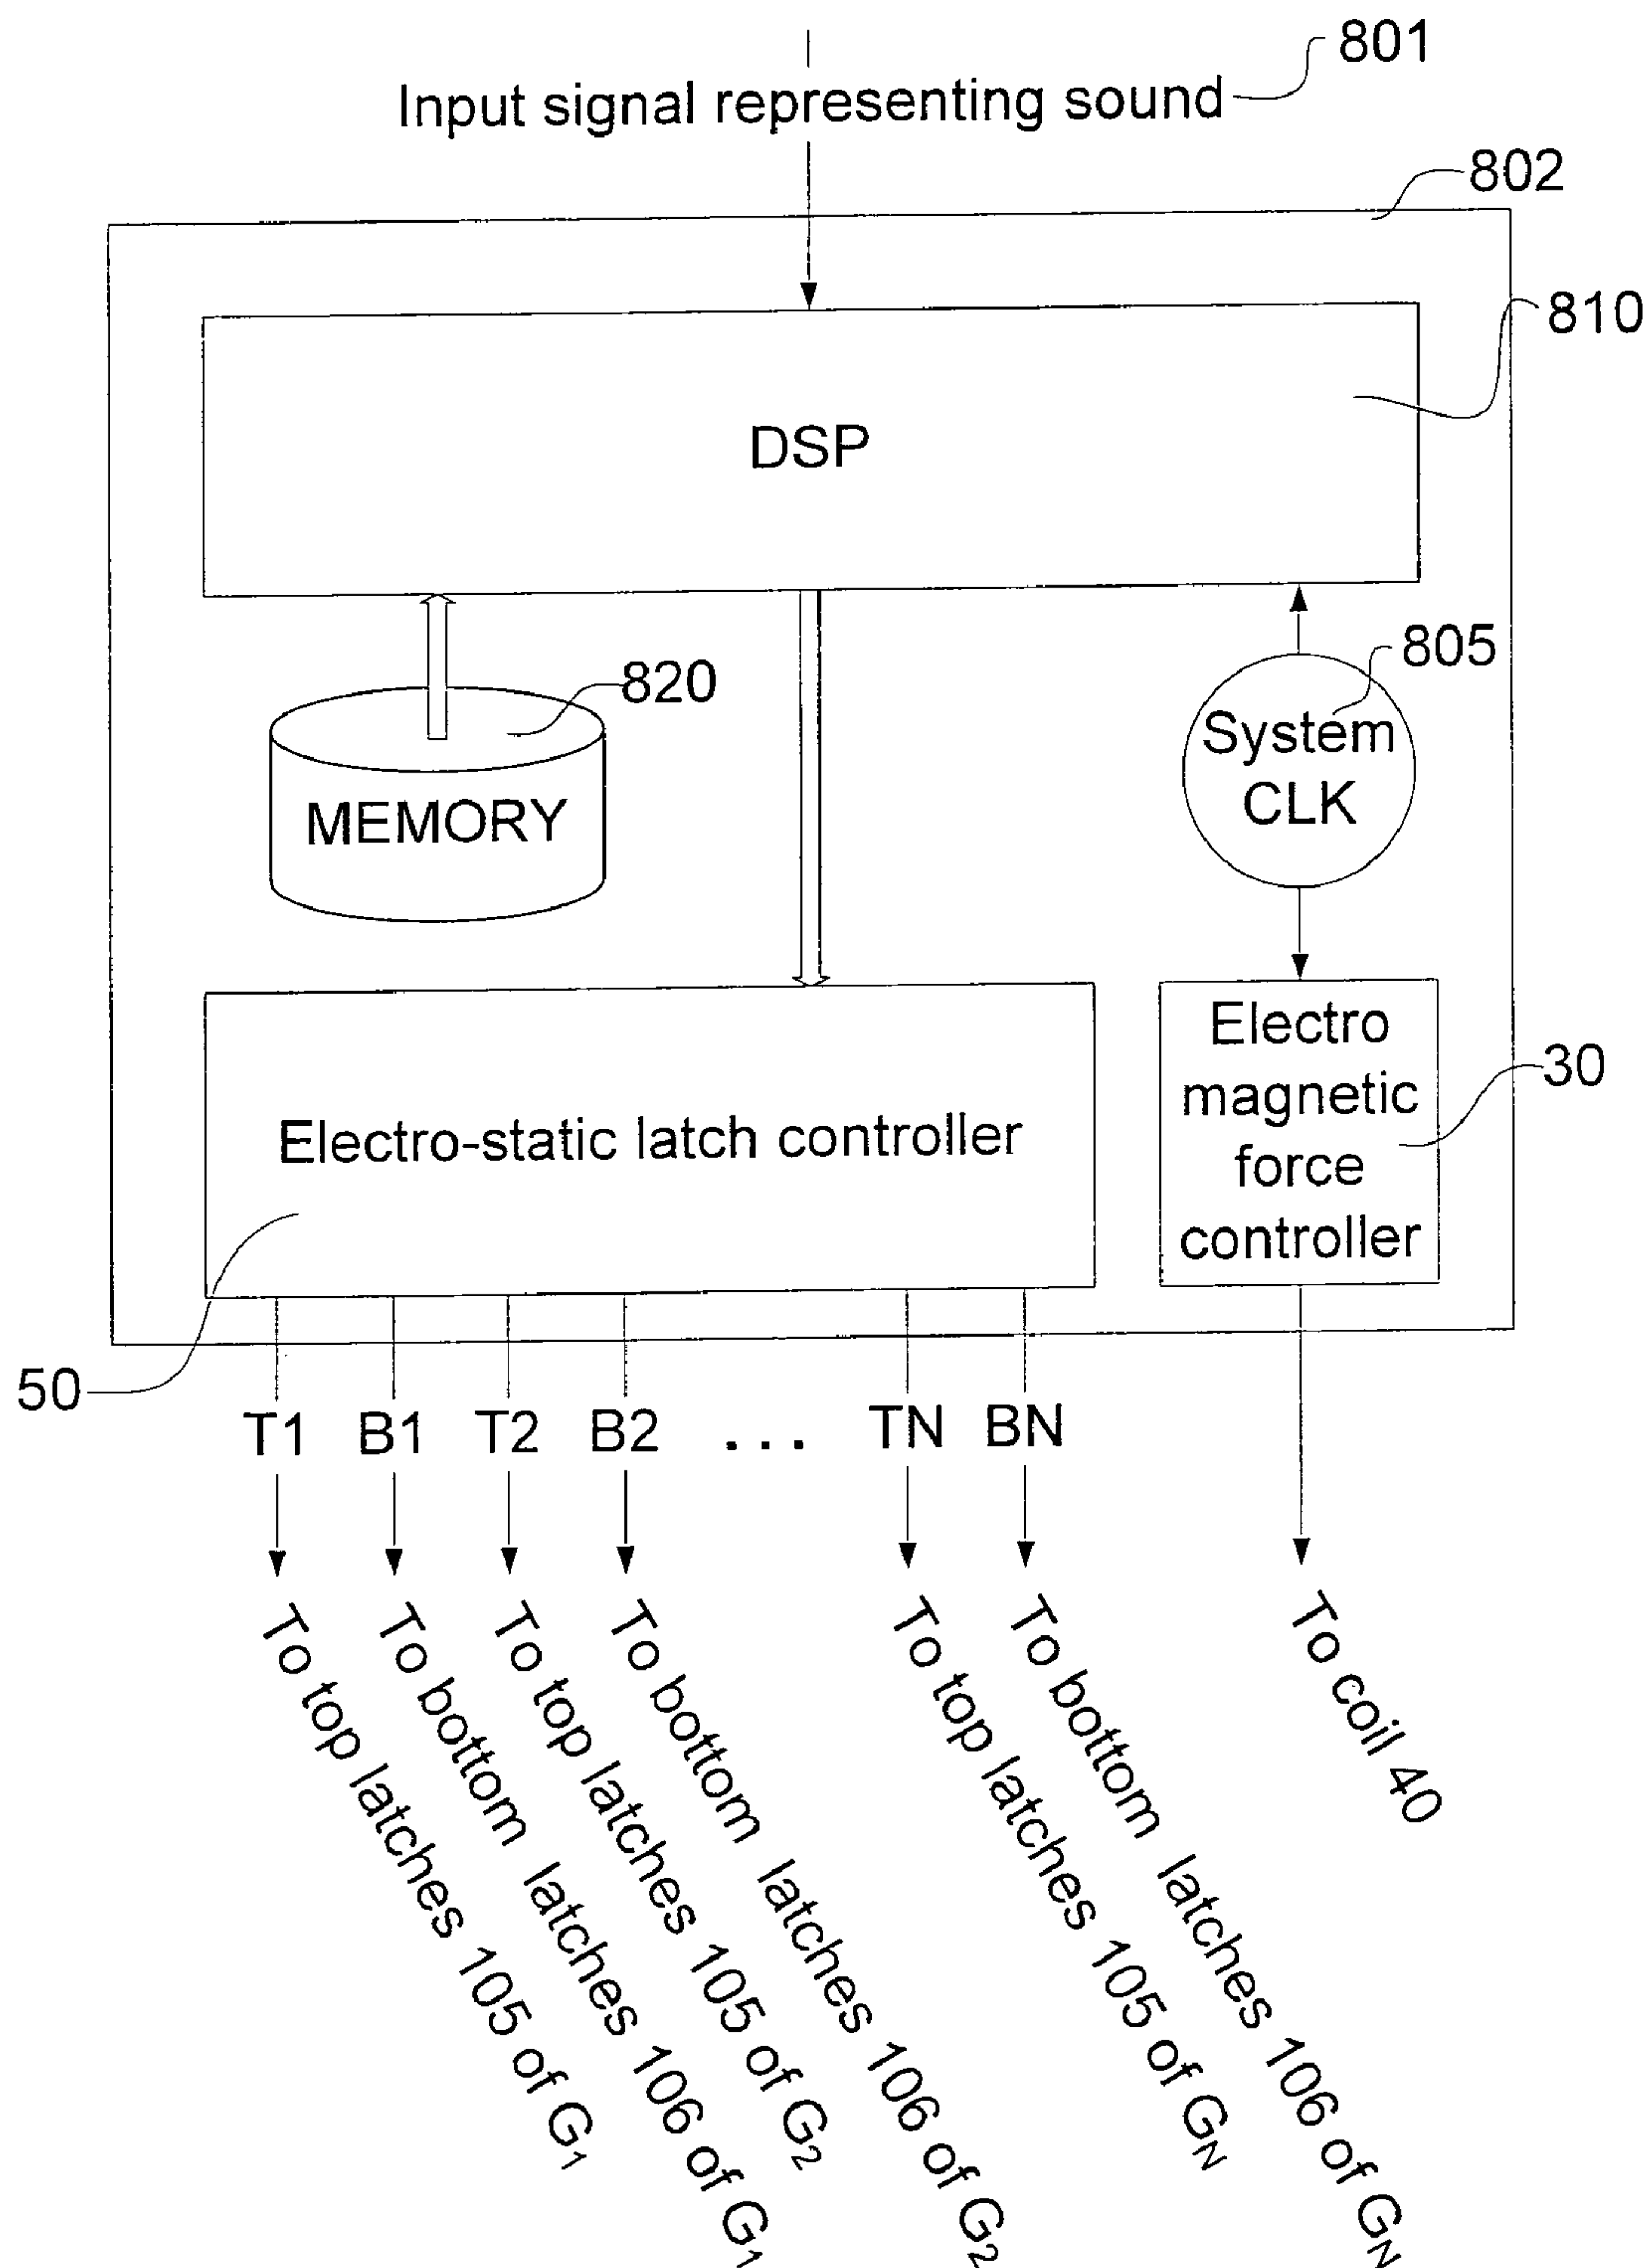 801
Input signal representing sound
802
810
DSP
820
805
System
CLK
MEMORY
Electro
magnetic
force
controller
30
Electro-static latch controller
50
T1 B1 T2 B2 ... TN BN
To top latches 105 of G1
To bottom latches 106 of G1
To top latches 105 of G2
To bottom latches 106 of G2
To top latches 105 of GN
To bottom latches 106 of GN
To coil 40